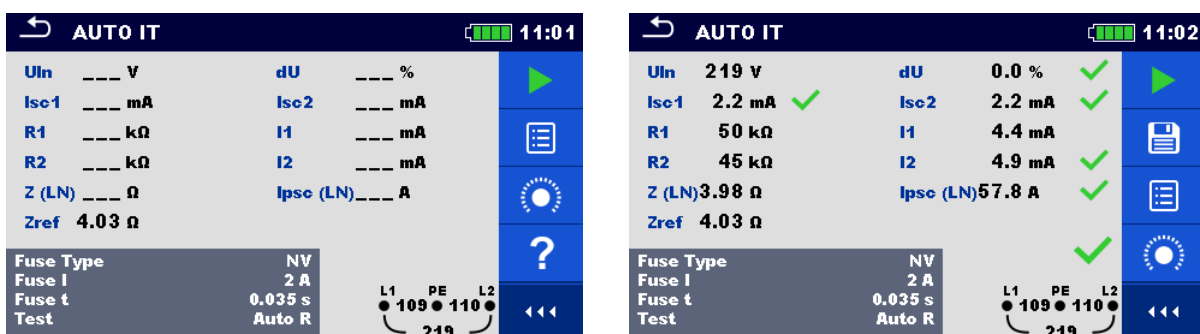 AUTO IT 11:01
Uln ___ V dU ___ %
Isc1 ___ mA Isc2 ___ mA
R1 ___ kΩ I1 ___ mA
R2 ___ kΩ I2 ___ mA
Z (LN) ___ Ω Ipsc (LN)___ A
Zref 4.03 Ω
?
Fuse Type NV
Fuse I 2 A
Fuse t 0.035 s
Test Auto R
L1 PE L2
109 110
219
AUTO IT 11:02
Uln 219 V dU 0.0 %
Isc1 2.2 mA Isc2 2.2 mA
R1 50 kΩ I1 4.4 mA
R2 45 kΩ I2 4.9 mA
Z (LN)3.98 Ω Ipsc (LN)57.8 A
Zref 4.03 Ω
Fuse Type NV
Fuse I 2 A
Fuse t 0.035 s
Test Auto R
L1 PE L2
109 110
219